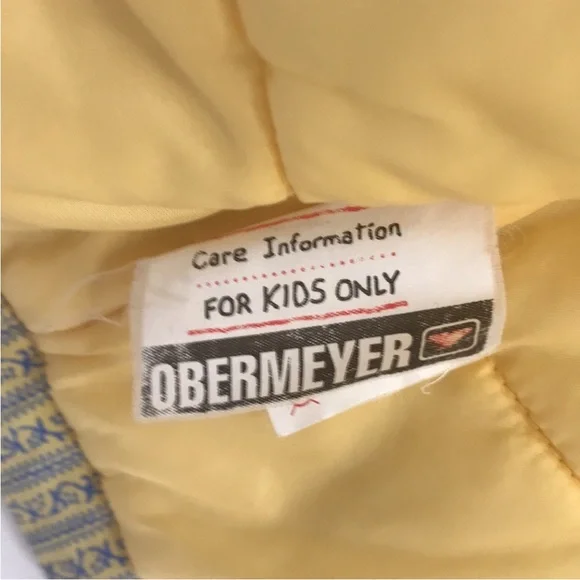 Care Information
FOR KIDS ONLY
OBERMEYER